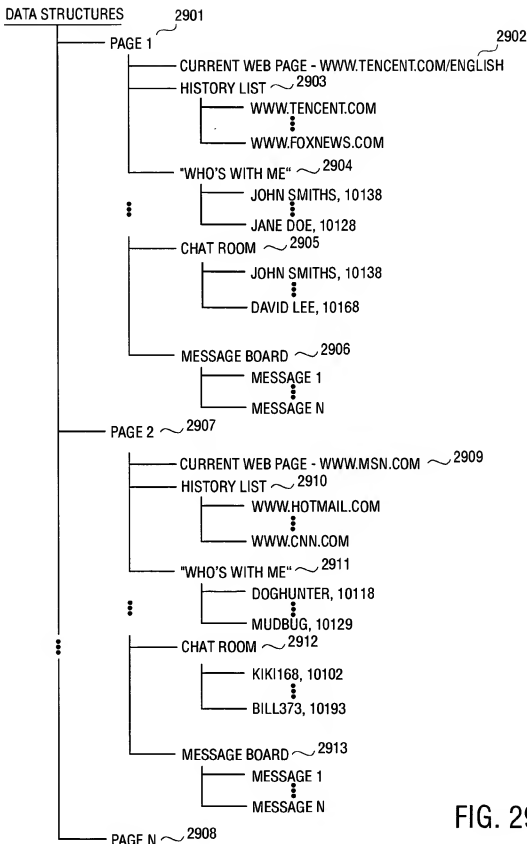 DATA STRUCTURES
2901
PAGE 1
2902
CURRENT WEB PAGE - WWW.TENCENT.COM/ENGLISH
HISTORY LIST ~ 2903
WWW.TENCENT.COM
WWW.FOXNEWS.COM
"WHO'S WITH ME" ~ 2904
JOHN SMITHS, 10138
JANE DOE, 10128
CHAT ROOM ~ 2905
JOHN SMITHS, 10138
DAVID LEE, 10168
MESSAGE BOARD ~ 2906
MESSAGE 1
MESSAGE N
PAGE 2 ~ 2907
CURRENT WEB PAGE - WWW.MSN.COM ~ 2909
HISTORY LIST ~ 2910
WWW.HOTMAIL.COM
WWW.CNN.COM
"WHO'S WITH ME" ~ 2911
DOGHUNTER, 10118
MUDBUG, 10129
CHAT ROOM ~ 2912
KIKI168, 10102
BILL373, 10193
MESSAGE BOARD ~ 2913
MESSAGE 1
MESSAGE N
PAGE N ~ 2908
FIG. 29